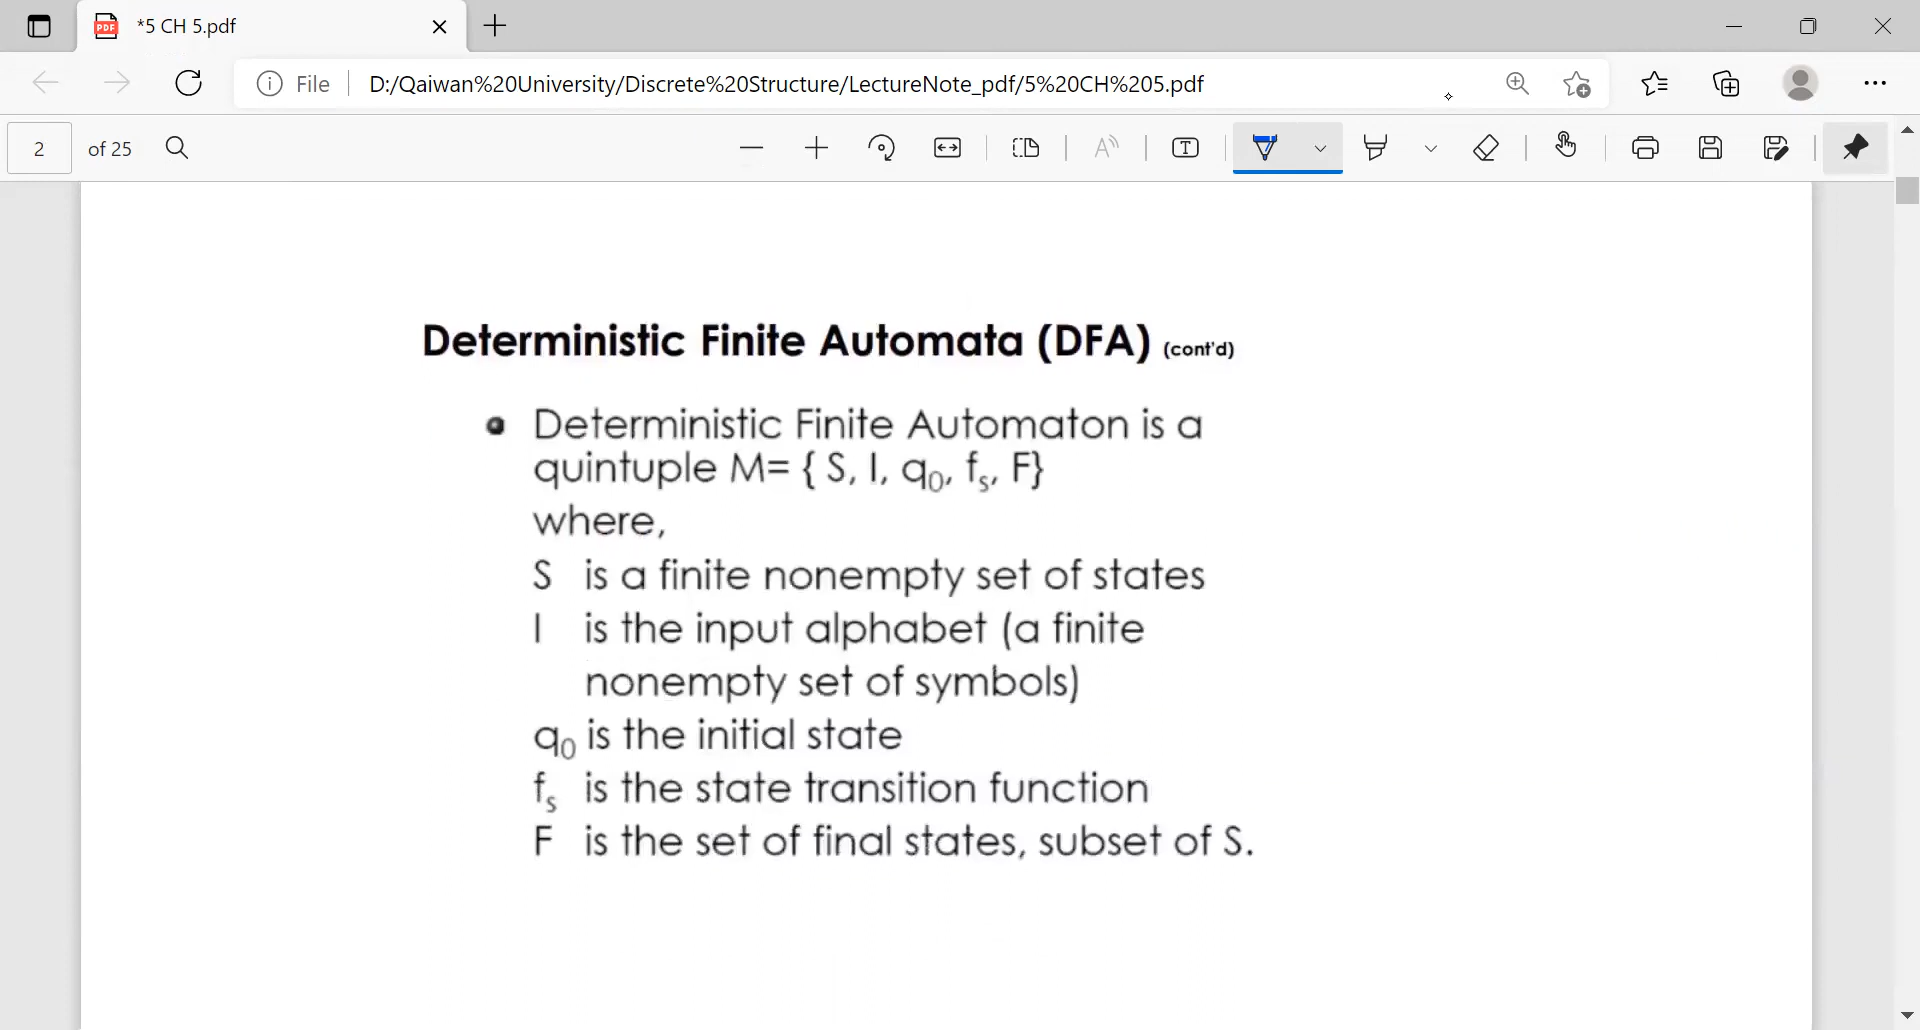 *5 CH 5.pdf
File D:/Qaiwan%20University/Discrete%20Structure/LectureNote_pdf/5%20CH%205.pdf
2 of 25
Deterministic Finite Automata (DFA) (cont'd)
Deterministic Finite Automaton is a
quintuple M= { S, I, q₀, fₛ, F}
where,
S is a finite nonempty set of states
I is the input alphabet (a finite
nonempty set of symbols)
q₀ is the initial state
fₛ is the state transition function
F is the set of final states, subset of S.